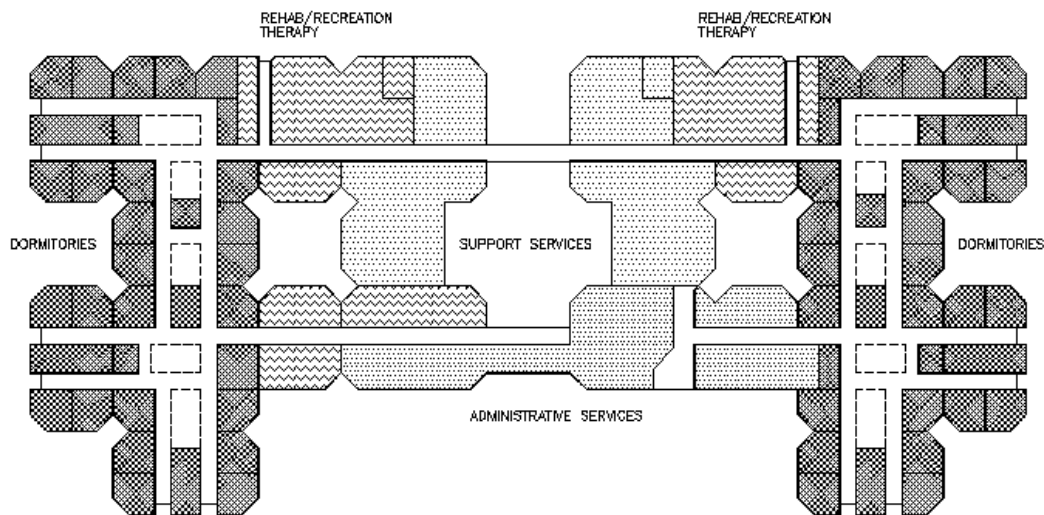 REHAB/RECREATION
THERAPY
REHAB/RECREATION
THERAPY
DORMITORIES
SUPPORT SERVICES
DORMITORIES
ADMINISTRATIVE SERVICES